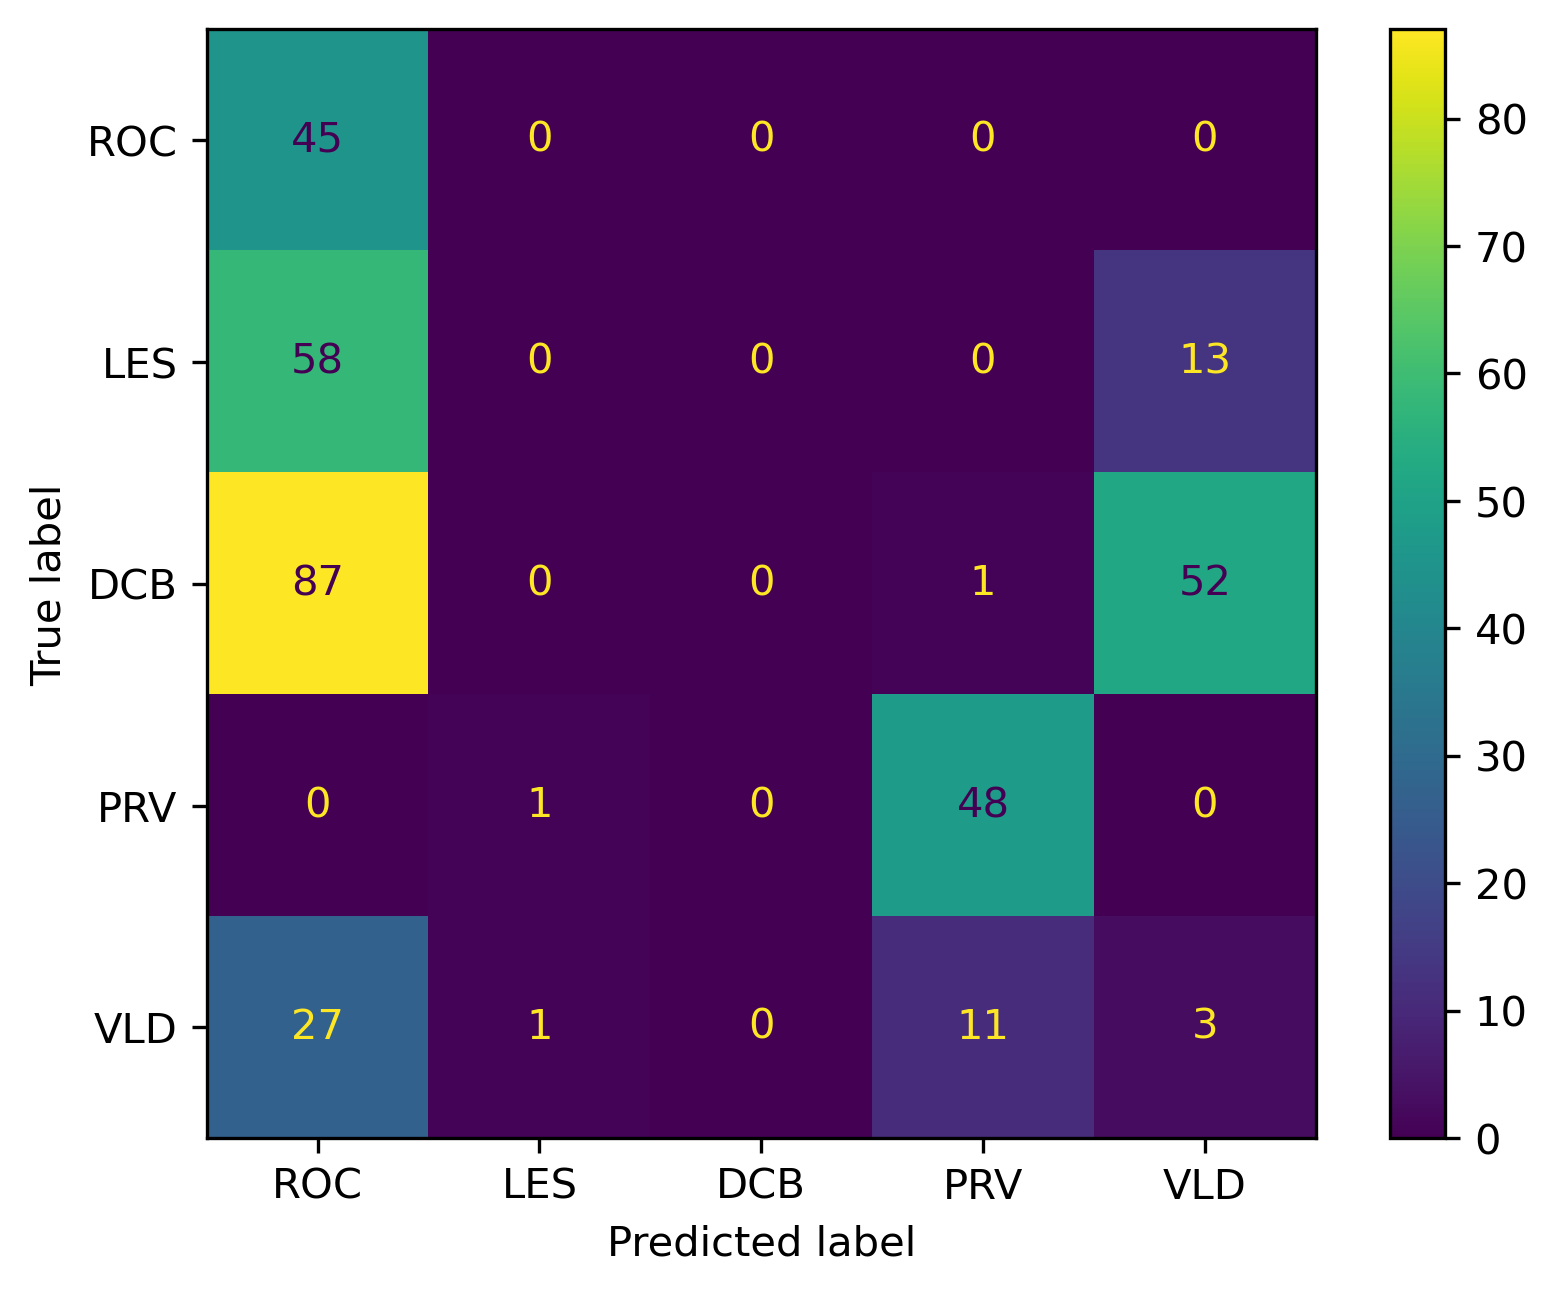 ROC 45 0 0 0 0
LES 58 0 0 0 13
DCB 87 0 0 1 52
PRV 0 1 0 48 0
VLD 27 1 0 11 3
ROC LES DCB PRV VLD
Predicted label
True label
80
70
60
50
40
30
20
10
0